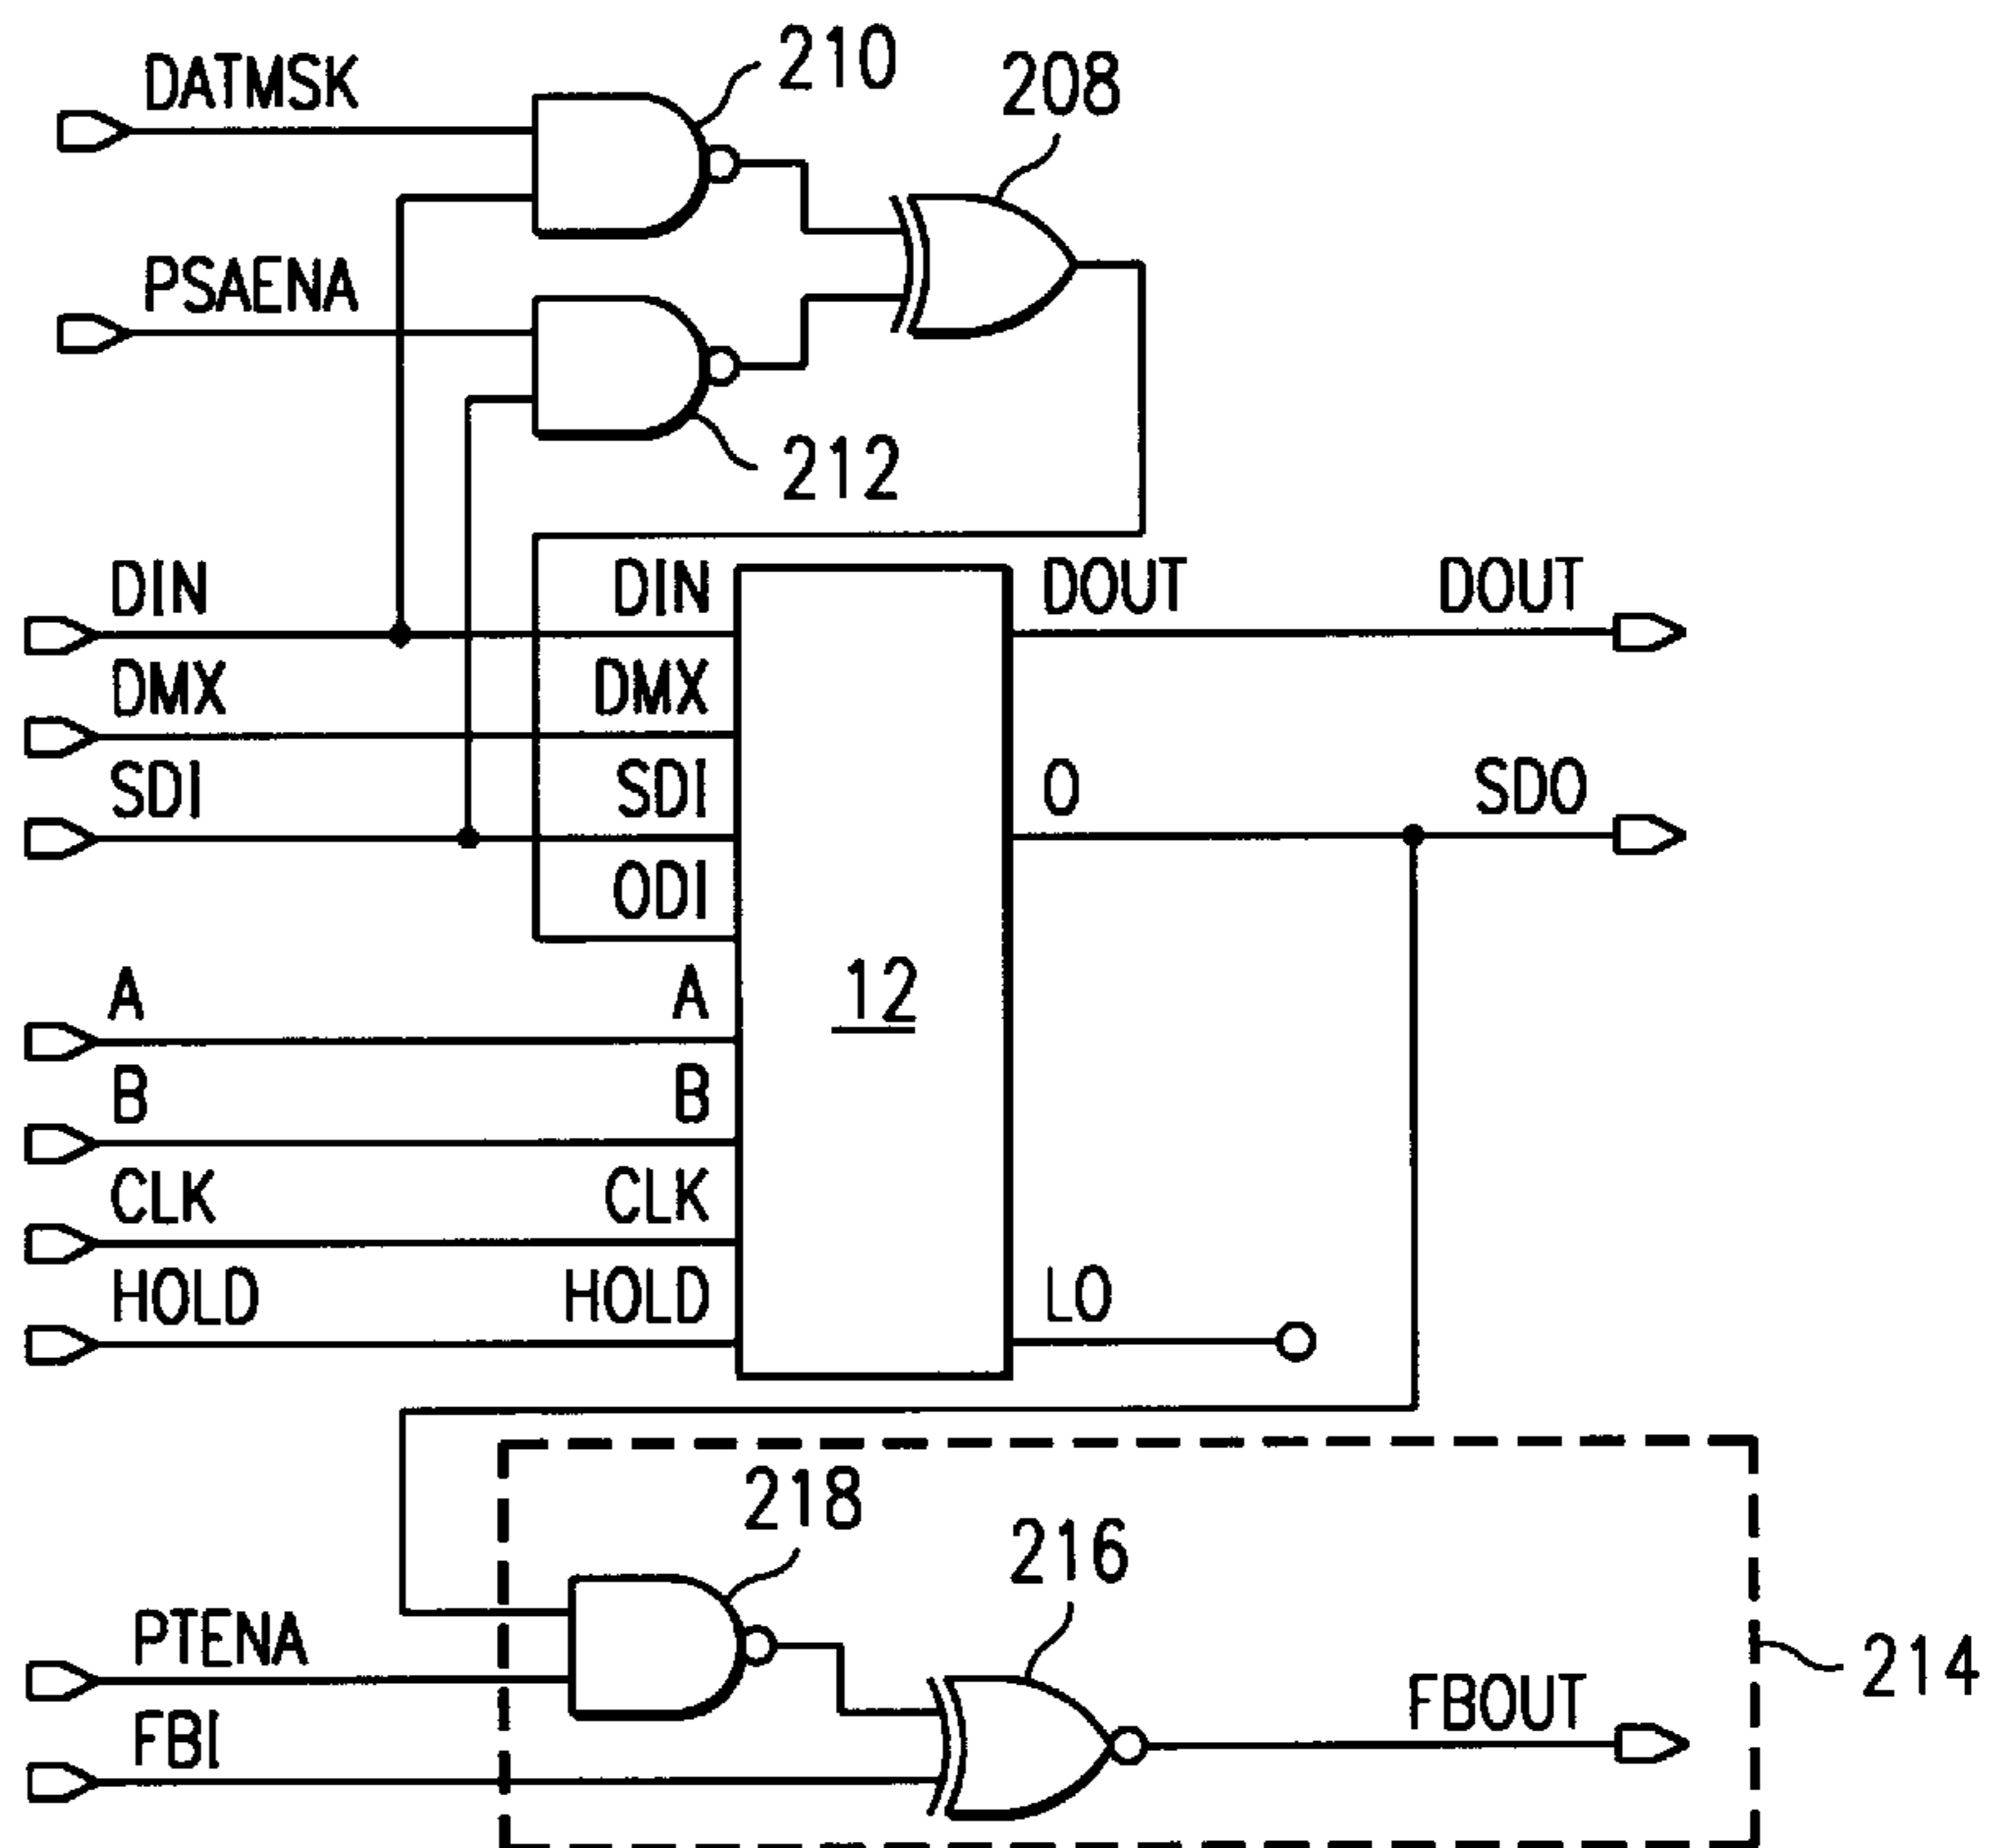 DATMSK
210
208
PSAENA
212
DIN DIN DOUT DOUT
DMX DMX
SDI SDI O SDO
ODI
12
A A
B B
CLK CLK
HOLD HOLD LO
218
216
PTENA
214
FBI
FBOUT